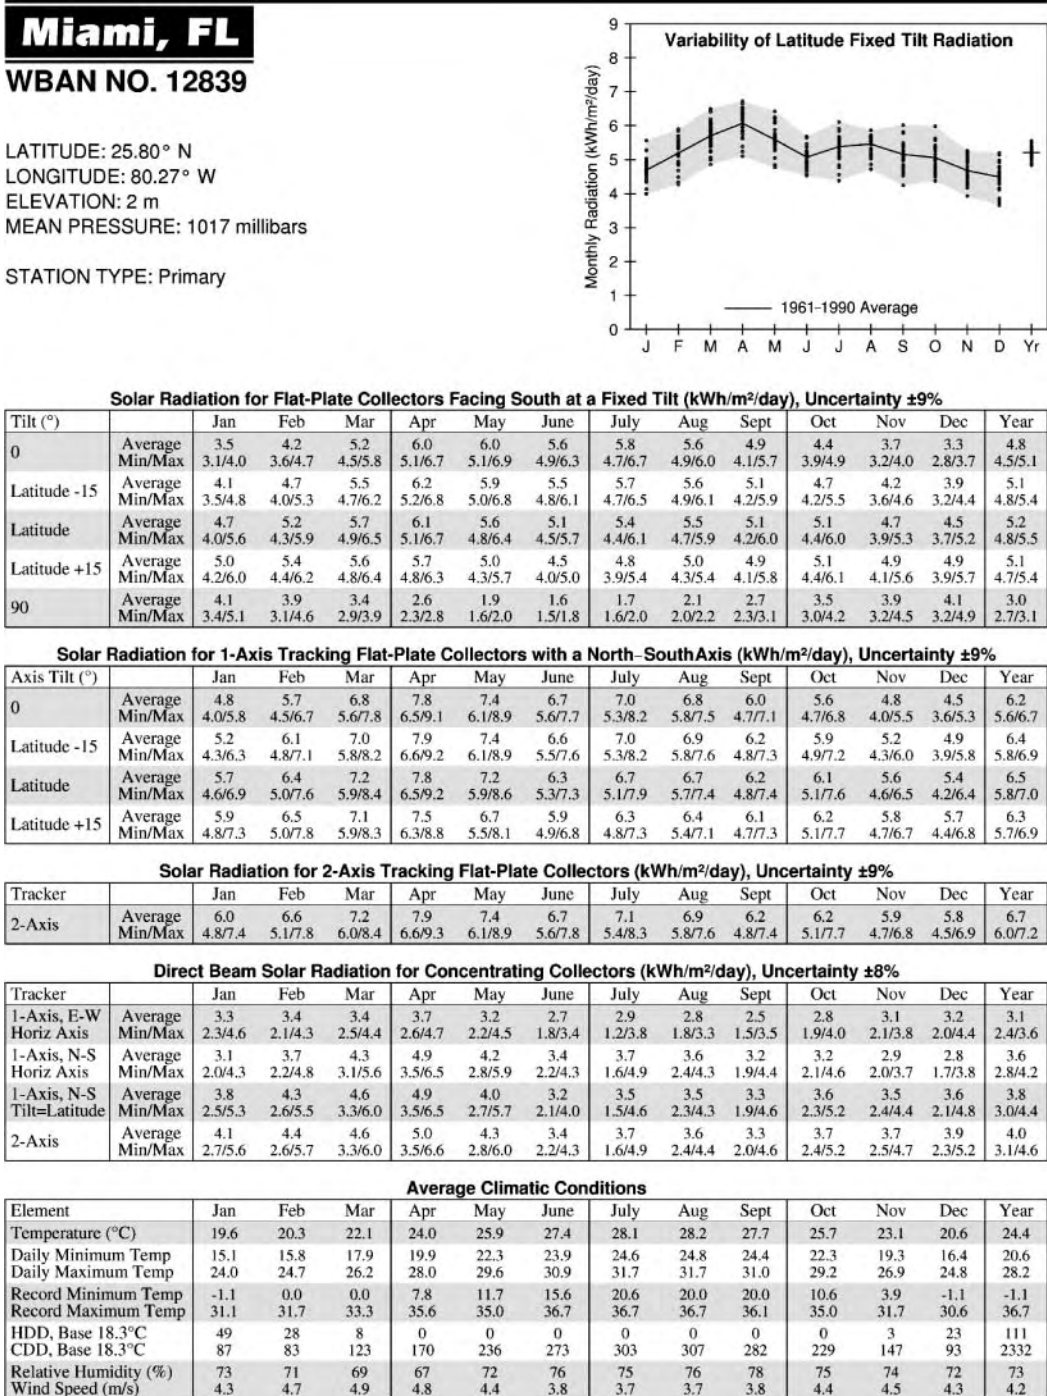 Miami, FL
WBAN NO. 12839
LATITUDE: 25.80° N
LONGITUDE: 80.27° W
ELEVATION: 2 m
MEAN PRESSURE: 1017 millibars
STATION TYPE: Primary
Variability of Latitude Fixed Tilt Radiation
Monthly Radiation (kWh/m²/day)
9
8
7
6
5
4
3
2
1
0
1961–1990 Average
J F M A M J J A S O N D Yr
Solar Radiation for Flat-Plate Collectors Facing South at a Fixed Tilt (kWh/m²/day), Uncertainty ±9%
Tilt (°) Jan Feb Mar Apr May June July Aug Sept Oct Nov Dec Year
0 Average 3.5 4.2 5.2 6.0 6.0 5.6 5.8 5.6 4.9 4.4 3.7 3.3 4.8
Min/Max 3.1/4.0 3.6/4.7 4.5/5.8 5.1/6.7 5.1/6.9 4.9/6.3 4.7/6.7 4.9/6.0 4.1/5.7 3.9/4.9 3.2/4.0 2.8/3.7 4.5/5.1
Latitude -15 Average 4.1 4.7 5.5 6.2 5.9 5.5 5.7 5.6 5.1 4.7 4.2 3.9 5.1
Min/Max 3.5/4.8 4.0/5.3 4.7/6.2 5.2/6.8 5.0/6.8 4.8/6.1 4.7/6.5 4.9/6.1 4.2/5.9 4.2/5.5 3.6/4.6 3.2/4.4 4.8/5.4
Latitude Average 4.7 5.2 5.7 6.1 5.6 5.1 5.4 5.5 5.1 5.1 4.7 4.5 5.2
Min/Max 4.0/5.6 4.3/5.9 4.9/6.5 5.1/6.7 4.8/6.4 4.5/5.7 4.4/6.1 4.7/5.9 4.2/6.0 4.4/6.0 3.9/5.3 3.7/5.2 4.8/5.5
Latitude +15 Average 5.0 5.4 5.6 5.7 5.0 4.5 4.8 5.0 4.9 5.1 4.9 4.9 5.1
Min/Max 4.2/6.0 4.4/6.2 4.8/6.4 4.8/6.3 4.3/5.7 4.0/5.0 3.9/5.4 4.3/5.4 4.1/5.8 4.4/6.1 4.1/5.6 3.9/5.7 4.7/5.4
90 Average 4.1 3.9 3.4 2.6 1.9 1.6 1.7 2.1 2.7 3.5 3.9 4.1 3.0
Min/Max 3.4/5.1 3.1/4.6 2.9/3.9 2.3/2.8 1.6/2.0 1.5/1.8 1.6/2.0 2.0/2.2 2.3/3.1 3.0/4.2 3.2/4.5 3.2/4.9 2.7/3.1
Solar Radiation for 1-Axis Tracking Flat-Plate Collectors with a North–South Axis (kWh/m²/day), Uncertainty ±9%
Axis Tilt (°) Jan Feb Mar Apr May June July Aug Sept Oct Nov Dec Year
0 Average 4.8 5.7 6.8 7.8 7.4 6.7 7.0 6.8 6.0 5.6 4.8 4.5 6.2
Min/Max 4.0/5.8 4.5/6.7 5.6/7.8 6.5/9.1 6.1/8.9 5.6/7.7 5.3/8.2 5.8/7.5 4.7/7.1 4.7/6.8 4.0/5.5 3.6/5.3 5.6/6.7
Latitude -15 Average 5.2 6.1 7.0 7.9 7.4 6.6 7.0 6.9 6.2 5.9 5.2 4.9 6.4
Min/Max 4.3/6.3 4.8/7.1 5.8/8.2 6.6/9.2 6.1/8.9 5.5/7.6 5.3/8.2 5.8/7.6 4.8/7.3 4.9/7.2 4.3/6.0 3.9/5.8 5.8/6.9
Latitude Average 5.7 6.4 7.2 7.8 7.2 6.3 6.7 6.7 6.2 6.1 5.6 5.4 6.5
Min/Max 4.6/6.9 5.0/7.6 5.9/8.4 6.5/9.2 5.9/8.6 5.3/7.3 5.1/7.9 5.7/7.4 4.8/7.4 5.1/7.6 4.6/6.5 4.2/6.4 5.8/7.0
Latitude +15 Average 5.9 6.5 7.1 7.5 6.7 5.9 6.3 6.4 6.1 6.2 5.8 5.7 6.3
Min/Max 4.8/7.3 5.0/7.8 5.9/8.3 6.3/8.8 5.5/8.1 4.9/6.8 4.8/7.3 5.4/7.1 4.7/7.3 5.1/7.7 4.7/6.7 4.4/6.8 5.7/6.9
Solar Radiation for 2-Axis Tracking Flat-Plate Collectors (kWh/m²/day), Uncertainty ±9%
Tracker Jan Feb Mar Apr May June July Aug Sept Oct Nov Dec Year
2-Axis Average 6.0 6.6 7.2 7.9 7.4 6.7 7.1 6.9 6.2 6.2 5.9 5.8 6.7
Min/Max 4.8/7.4 5.1/7.8 6.0/8.4 6.6/9.3 6.1/8.9 5.6/7.8 5.4/8.3 5.8/7.6 4.8/7.4 5.1/7.7 4.7/6.8 4.5/6.9 6.0/7.2
Direct Beam Solar Radiation for Concentrating Collectors (kWh/m²/day), Uncertainty ±8%
Tracker Jan Feb Mar Apr May June July Aug Sept Oct Nov Dec Year
1-Axis, E-W Average 3.3 3.4 3.4 3.7 3.2 2.7 2.9 2.8 2.5 2.8 3.1 3.2 3.1
Horiz Axis Min/Max 2.3/4.6 2.1/4.3 2.5/4.4 2.6/4.7 2.2/4.5 1.8/3.4 1.2/3.8 1.8/3.3 1.5/3.5 1.9/4.0 2.1/3.8 2.0/4.4 2.4/3.6
1-Axis, N-S Average 3.1 3.7 4.3 4.9 4.2 3.4 3.7 3.6 3.2 3.2 2.9 2.8 3.6
Horiz Axis Min/Max 2.0/4.3 2.2/4.8 3.1/5.6 3.5/6.5 2.8/5.9 2.2/4.3 1.6/4.9 2.4/4.3 1.9/4.4 2.1/4.6 2.0/3.7 1.7/3.8 2.8/4.2
1-Axis, N-S Average 3.8 4.3 4.6 4.9 4.0 3.2 3.5 3.5 3.3 3.6 3.5 3.6 3.8
Tilt=Latitude Min/Max 2.5/5.3 2.6/5.5 3.3/6.0 3.5/6.5 2.7/5.7 2.1/4.0 1.5/4.6 2.3/4.3 1.9/4.6 2.3/5.2 2.4/4.4 2.1/4.8 3.0/4.4
2-Axis Average 4.1 4.4 4.6 5.0 4.3 3.4 3.7 3.6 3.3 3.7 3.7 3.9 4.0
Min/Max 2.7/5.6 2.6/5.7 3.3/6.0 3.5/6.6 2.8/6.0 2.2/4.3 1.6/4.9 2.4/4.4 2.0/4.6 2.4/5.2 2.5/4.7 2.3/5.2 3.1/4.6
Average Climatic Conditions
Element Jan Feb Mar Apr May June July Aug Sept Oct Nov Dec Year
Temperature (°C) 19.6 20.3 22.1 24.0 25.9 27.4 28.1 28.2 27.7 25.7 23.1 20.6 24.4
Daily Minimum Temp 15.1 15.8 17.9 19.9 22.3 23.9 24.6 24.8 24.4 22.3 19.3 16.4 20.6
Daily Maximum Temp 24.0 24.7 26.2 28.0 29.6 30.9 31.7 31.7 31.0 29.2 26.9 24.8 28.2
Record Minimum Temp -1.1 0.0 0.0 7.8 11.7 15.6 20.6 20.0 20.0 10.6 3.9 -1.1 -1.1
Record Maximum Temp 31.1 31.7 33.3 35.6 35.0 36.7 36.7 36.7 36.1 35.0 31.7 30.6 36.7
HDD, Base 18.3°C 49 28 8 0 0 0 0 0 0 0 3 23 111
CDD, Base 18.3°C 87 83 123 170 236 273 303 307 282 229 147 93 2332
Relative Humidity (%) 73 71 69 67 72 76 75 76 78 75 74 72 73
Wind Speed (m/s) 4.3 4.7 4.9 4.8 4.4 3.8 3.7 3.7 3.8 4.4 4.5 4.3 4.2